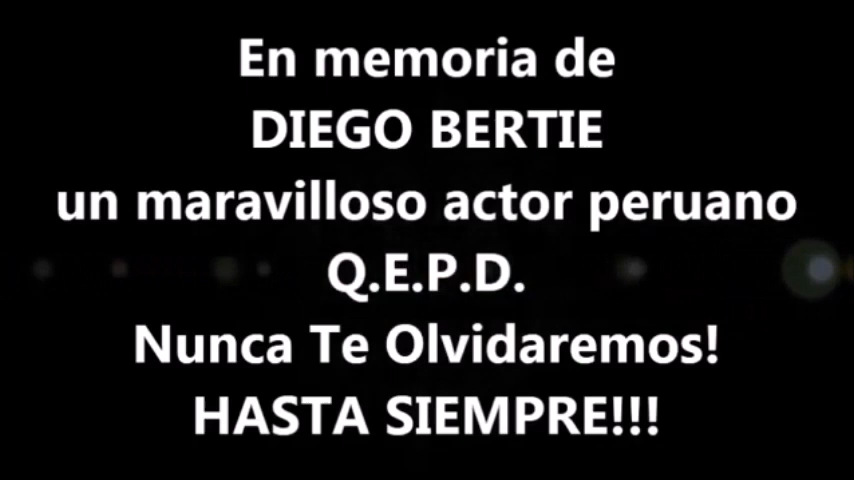 En memoria de
DIEGO BERTIE
un maravilloso actor peruano
Q.E.P.D.
Nunca Te Olvidaremos!
HASTA SIEMPRE!!!